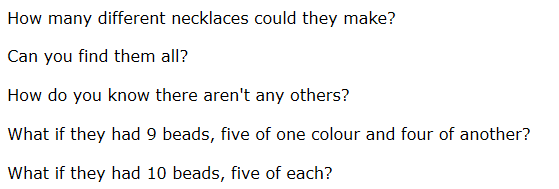 How many different necklaces could they make?
Can you find them all?
How do you know there aren't any others?
What if they had 9 beads, five of one colour and four of another?
What if they had 10 beads, five of each?